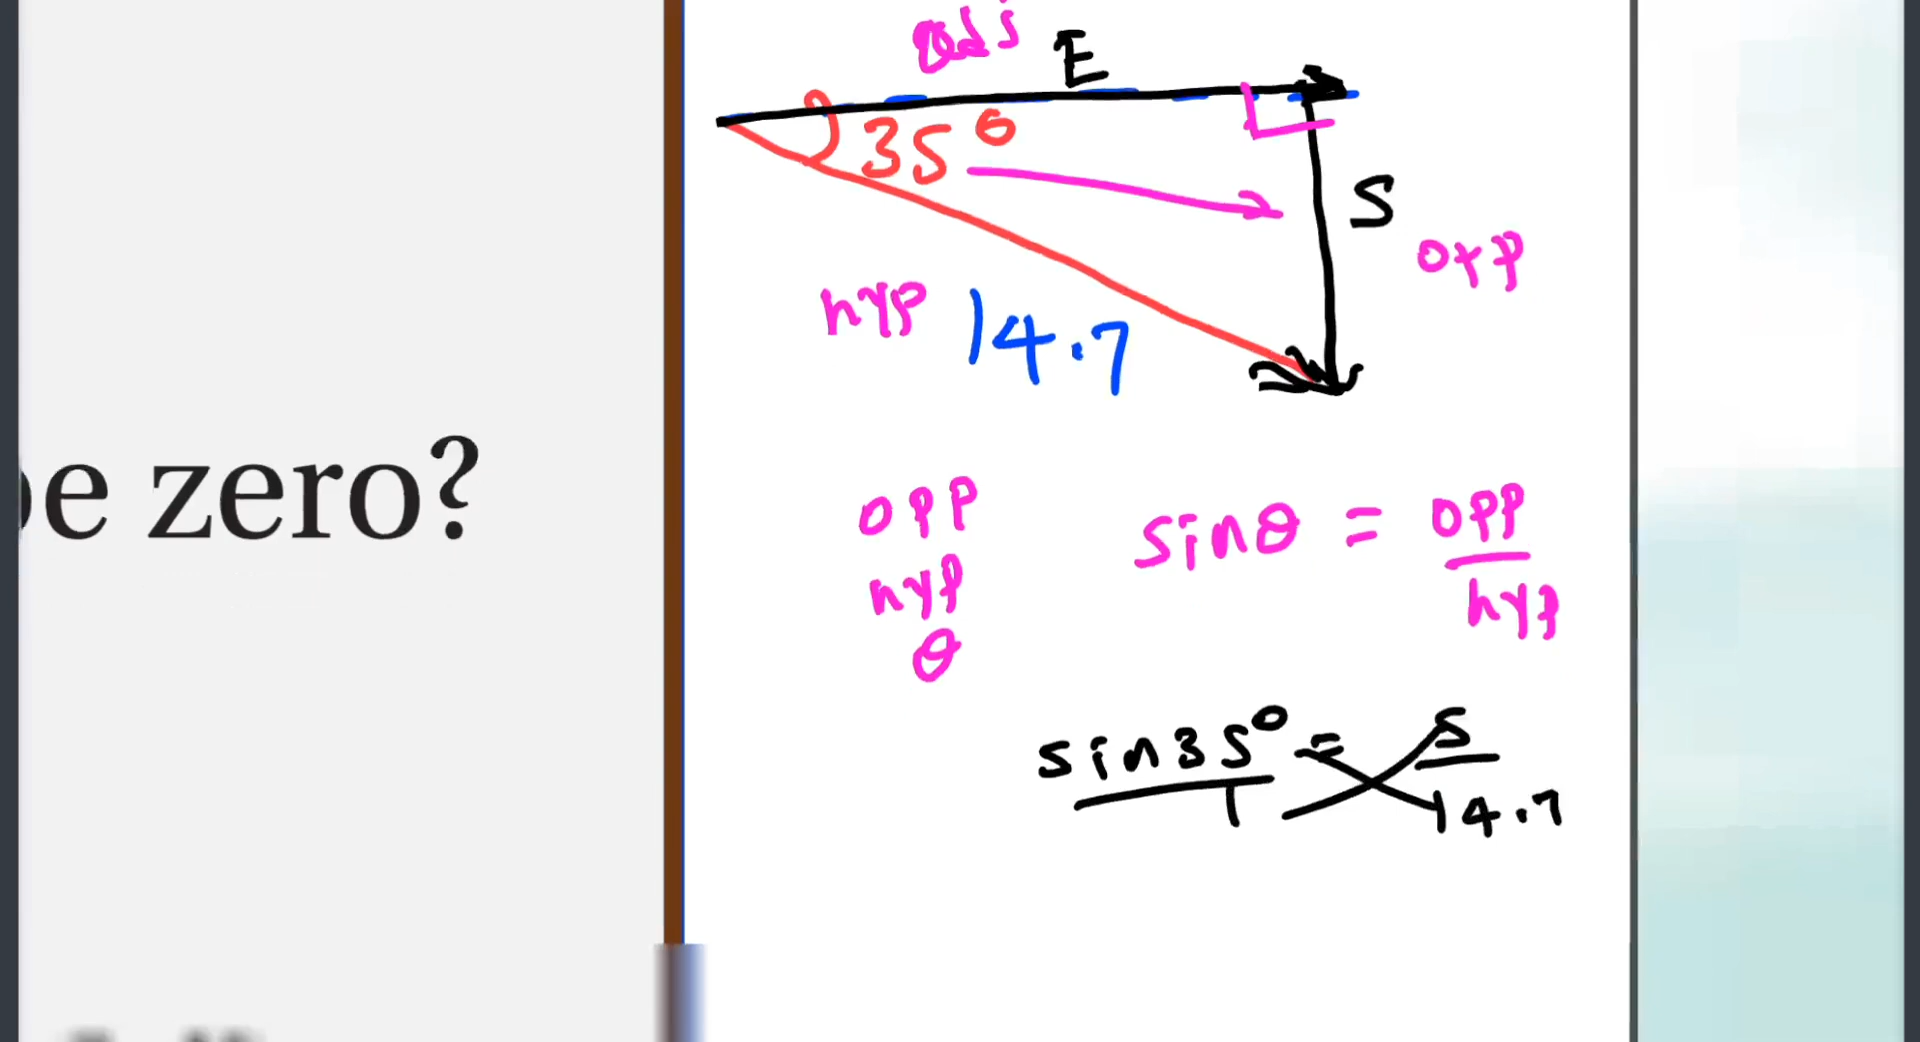 adj
E
35°
S
opp
hyp 14.7
e zero?
opp
hyp
θ
sinθ = opp
hyp
sin35° = S
1 14.7